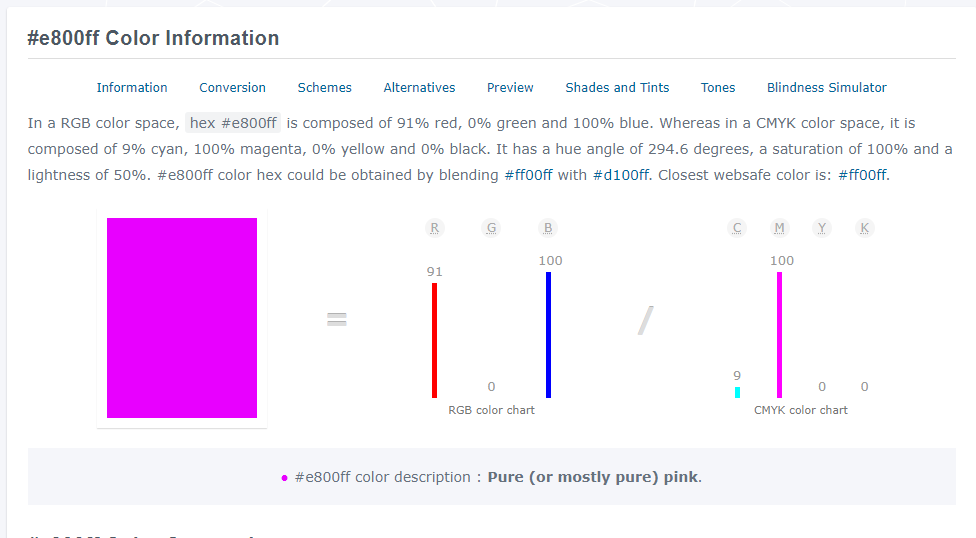 #e800ff Color Information
Information Conversion Schemes Alternatives Preview Shades and Tints Tones Blindness Simulator
In a RGB color space, hex #e800ff is composed of 91% red, 0% green and 100% blue. Whereas in a CMYK color space, it is
composed of 9% cyan, 100% magenta, 0% yellow and 0% black. It has a hue angle of 294.6 degrees, a saturation of 100% and a
lightness of 50%. #e800ff color hex could be obtained by blending #ff00ff with #d100ff. Closest websafe color is: #ff00ff.
R G B
91 0 100
RGB color chart
=
/
C M Y K
9 100 0 0
CMYK color chart
● #e800ff color description : Pure (or mostly pure) pink.